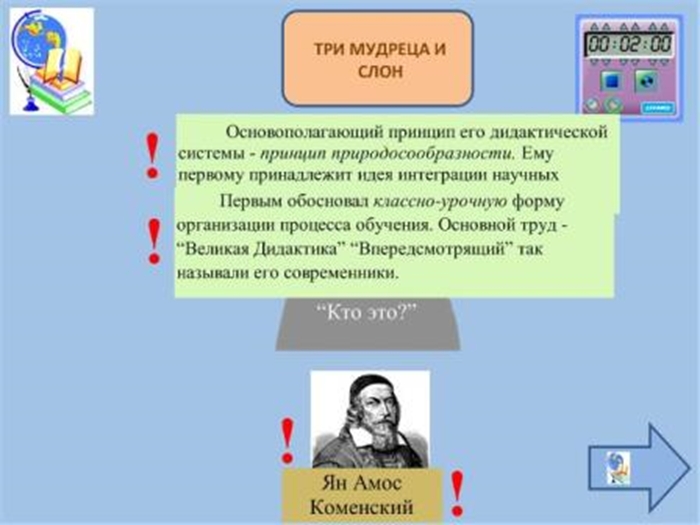 ТРИ МУДРЕЦА И
СЛОН
00:02:00
Основополагающий принцип его дидактической
системы - принцип природосообразности. Ему
первому принадлежит идея интеграции научных
Первым обосновал классно-урочную форму
организации процесса обучения. Основной труд -
“Великая Дидактика” “Впередсмотрящий” так
называли его современники.
“Кто это?”
Ян Амос
Коменский